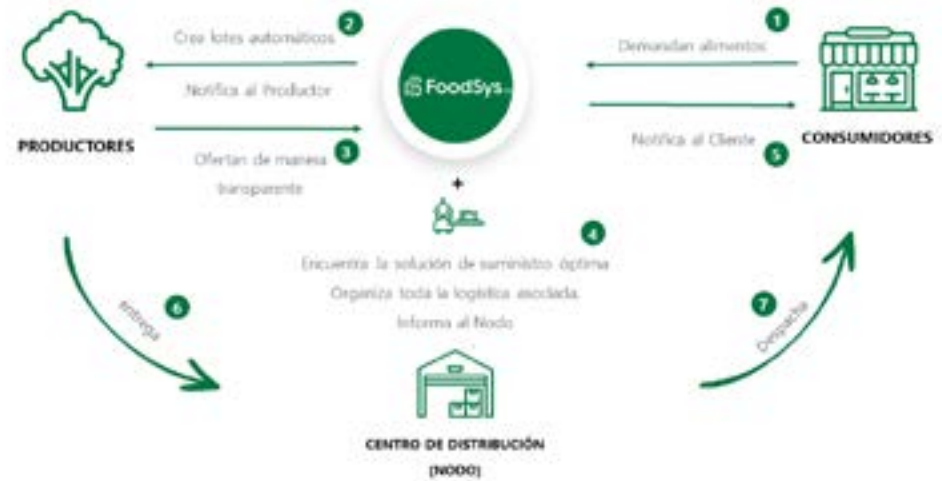 2
Crea lotes automáticos
Notifica al Productor
PRODUCTORES
3
Ofertan de manera
transparente
FoodSys
1
Demandan alimentos
Notifica al Cliente
5
CONSUMIDORES
+
4
Encuentra la solución de suministro óptima
Organiza toda la logística asociada.
Informa al Nodo
6
entrega
7
Despacha
CENTRO DE DISTRIBUCIÓN
(NODO)